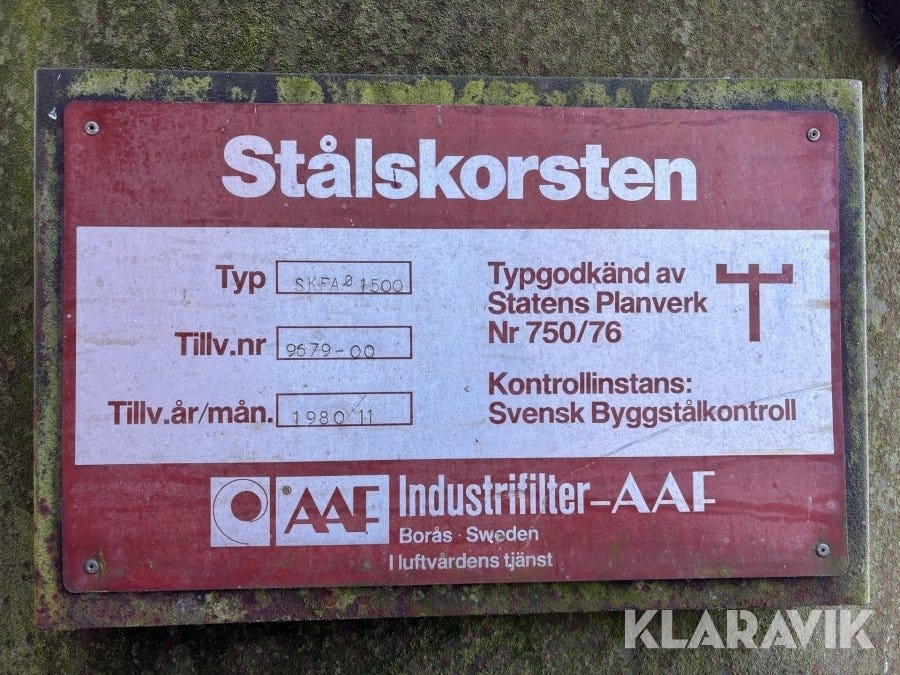 Stålskorsten
Typ SKFA ø 1500
Tillv.nr 9679-00
Tillv.år/mån. 1980 11
Typgodkänd av
Statens Planverk
Nr 750/76
Kontrollinstans:
Svensk Byggstålkontroll
AAF Industrifilter-AAF
Borås · Sweden
I luftvårdens tjänst
KLARAVIK